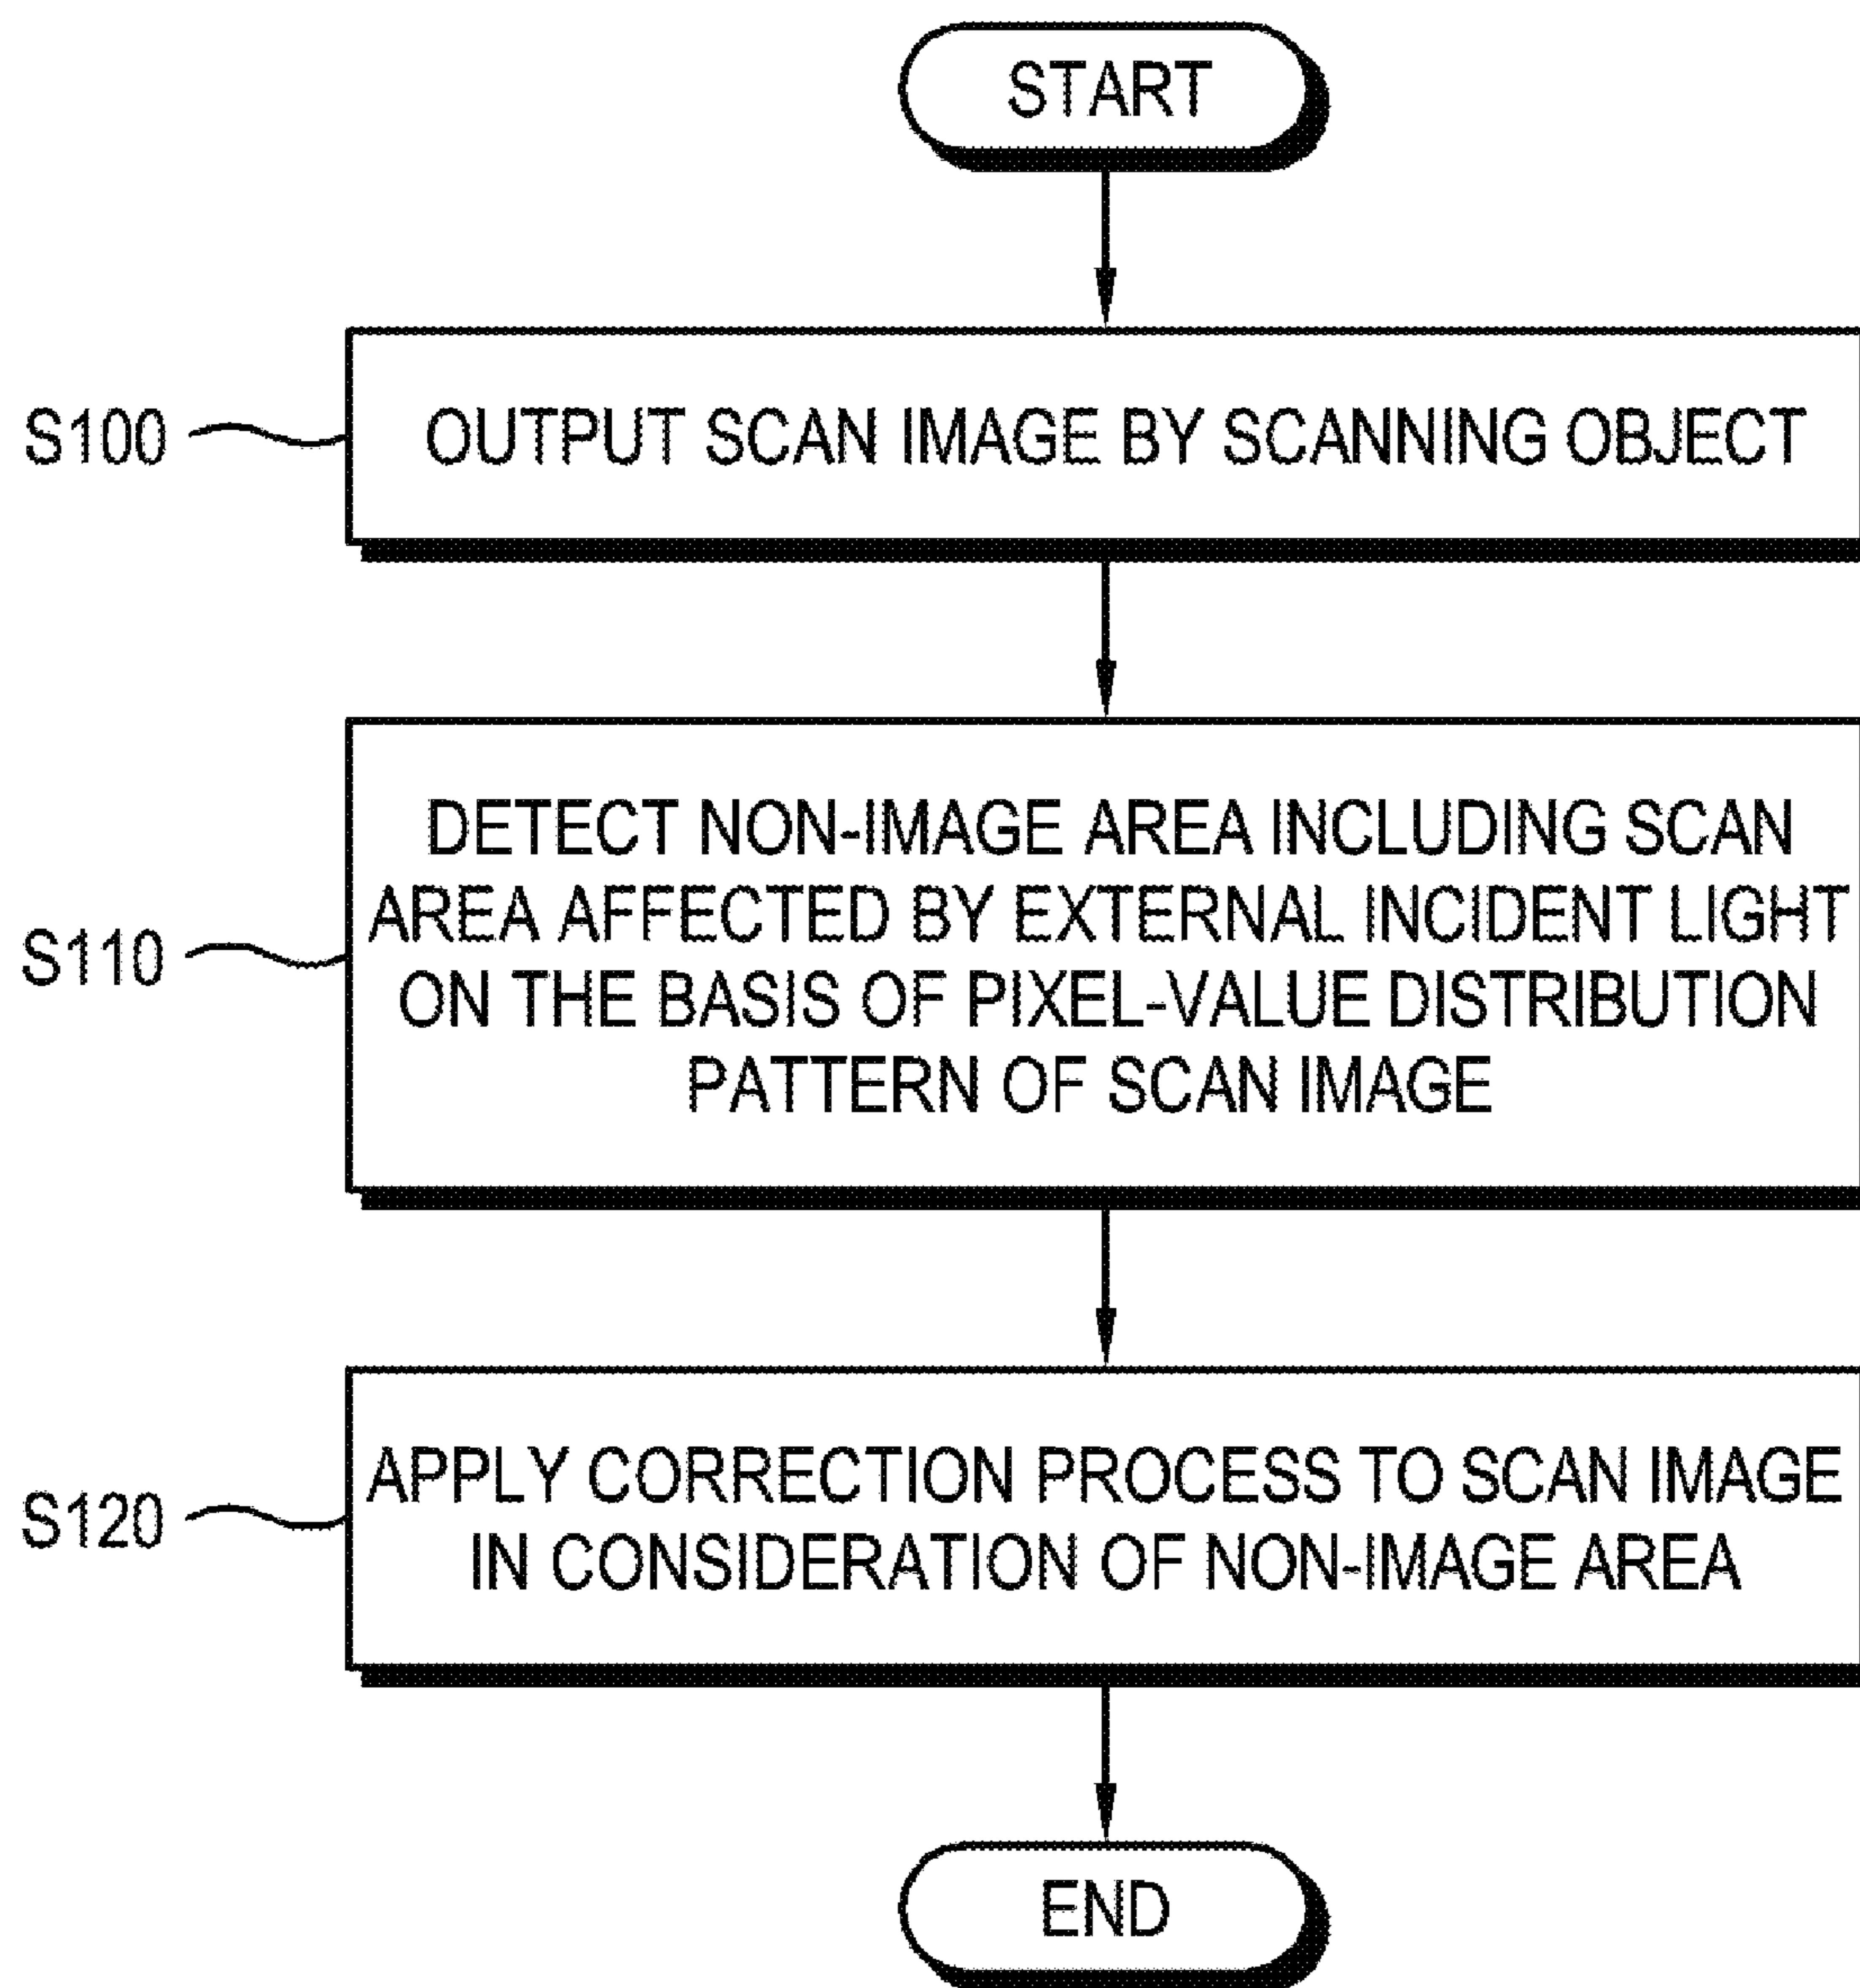 START
S100
OUTPUT SCAN IMAGE BY SCANNING OBJECT
S110
DETECT NON-IMAGE AREA INCLUDING SCAN
AREA AFFECTED BY EXTERNAL INCIDENT LIGHT
ON THE BASIS OF PIXEL-VALUE DISTRIBUTION
PATTERN OF SCAN IMAGE
S120
APPLY CORRECTION PROCESS TO SCAN IMAGE
IN CONSIDERATION OF NON-IMAGE AREA
END